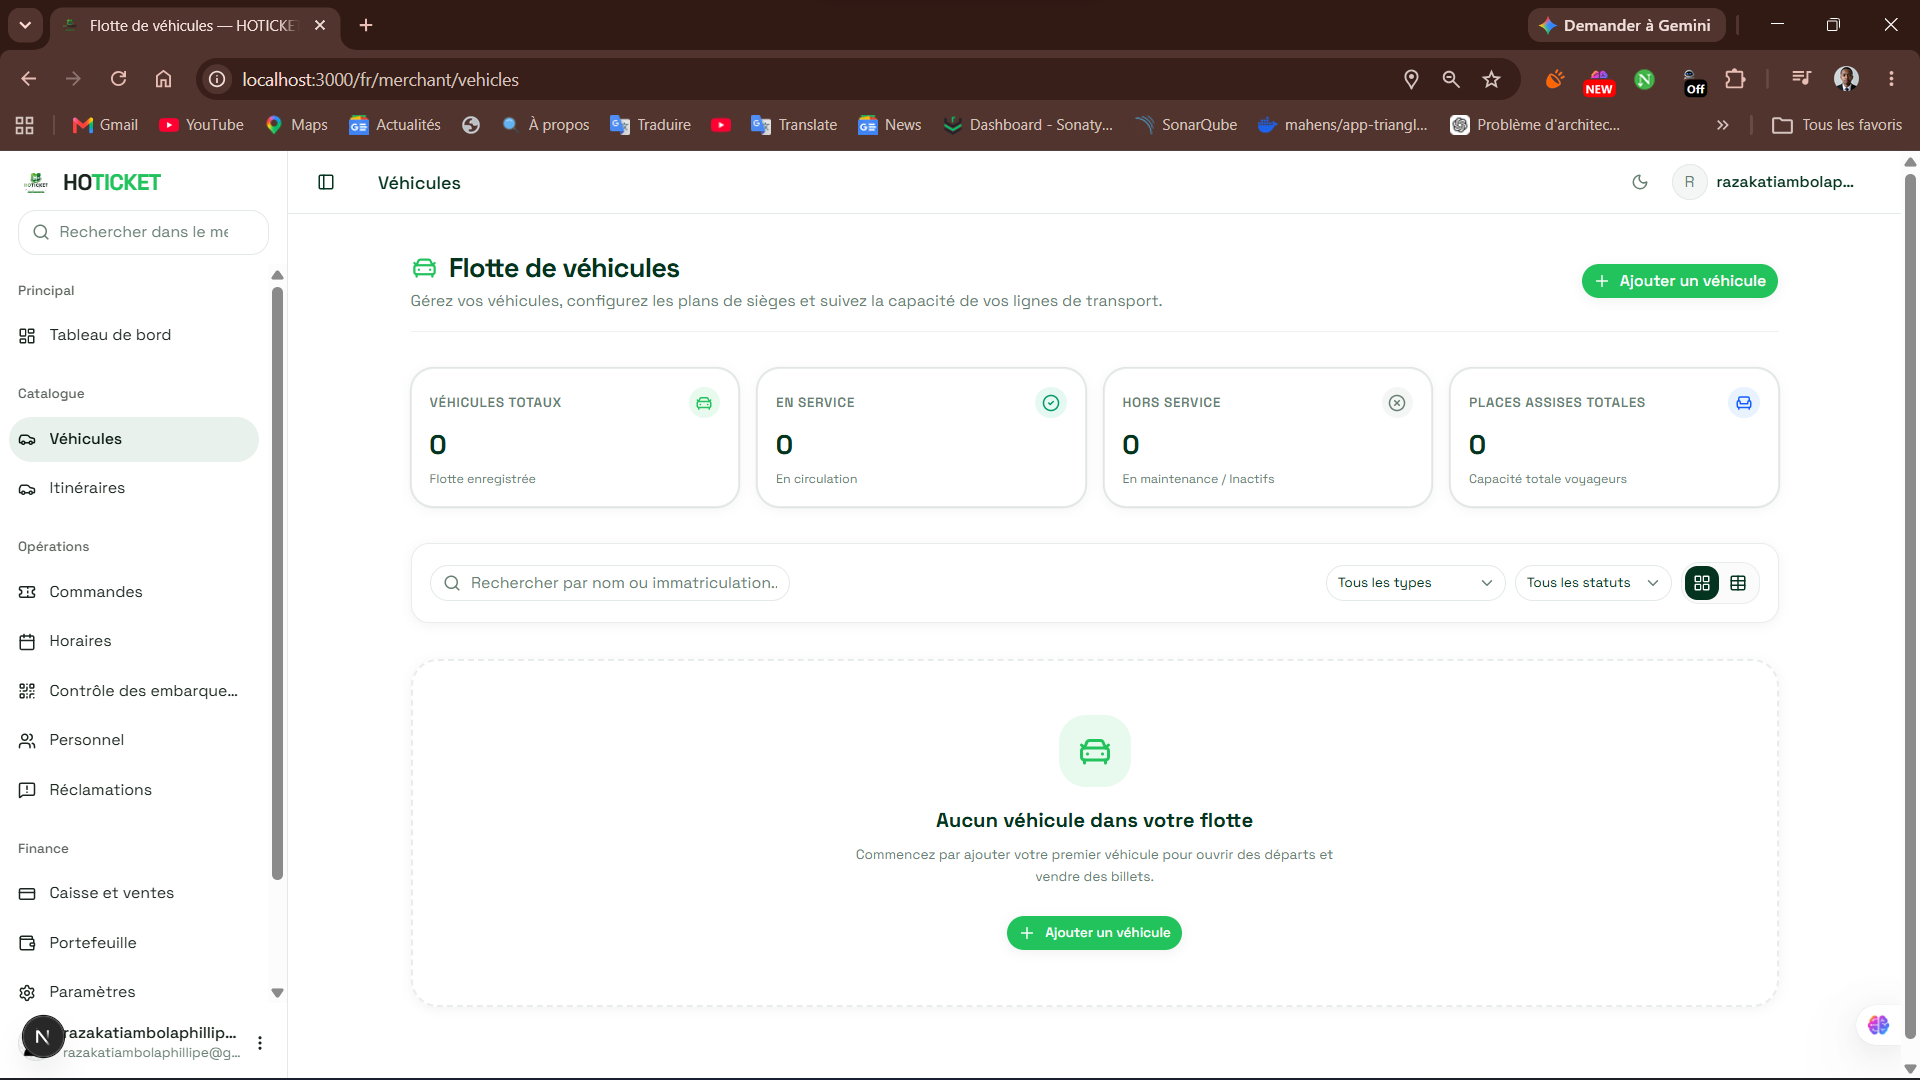 Flotte de véhicules — HOTICKET
Demander à Gemini
localhost:3000/fr/merchant/vehicles
NEW
Off
Gmail
YouTube
Maps
Actualités
À propos
Traduire
Translate
News
Dashboard - Sonaty...
SonarQube
mahens/app-triangl...
Problème d'architec...
Tous les favoris
HOTICKET
Véhicules
R
razakatiambolap...
Rechercher dans le me
Principal
Tableau de bord
Catalogue
Véhicules
Itinéraires
Opérations
Commandes
Horaires
Contrôle des embarque...
Personnel
Réclamations
Finance
Caisse et ventes
Portefeuille
Paramètres
N
razakatiambolaphillip...
razakatiambolaphillipe@g...
Flotte de véhicules
Gérez vos véhicules, configurez les plans de sièges et suivez la capacité de vos lignes de transport.
Ajouter un véhicule
VÉHICULES TOTAUX
0
Flotte enregistrée
EN SERVICE
0
En circulation
HORS SERVICE
0
En maintenance / Inactifs
PLACES ASSISES TOTALES
0
Capacité totale voyageurs
Rechercher par nom ou immatriculation..
Tous les types
Tous les statuts
Aucun véhicule dans votre flotte
Commencez par ajouter votre premier véhicule pour ouvrir des départs et
vendre des billets.
Ajouter un véhicule